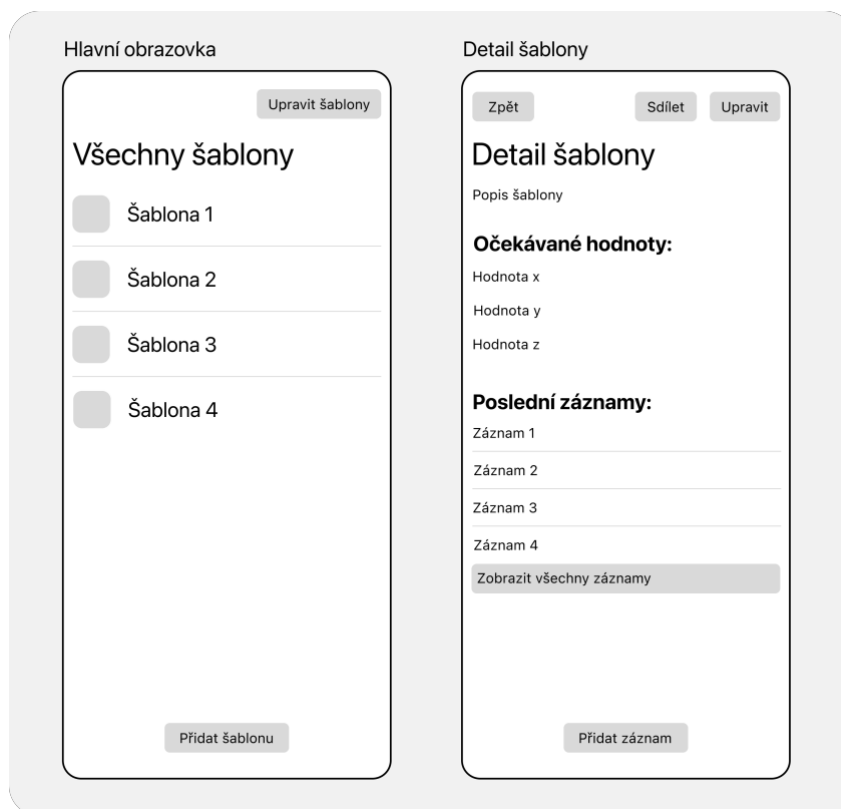 Hlavní obrazovka
Upravit šablony
Všechny šablony
Šablona 1
Šablona 2
Šablona 3
Šablona 4
Přidat šablonu
Detail šablony
Zpět
Sdílet
Upravit
Detail šablony
Popis šablony
Očekávané hodnoty:
Hodnota x
Hodnota y
Hodnota z
Poslední záznamy:
Záznam 1
Záznam 2
Záznam 3
Záznam 4
Zobrazit všechny záznamy
Přidat záznam